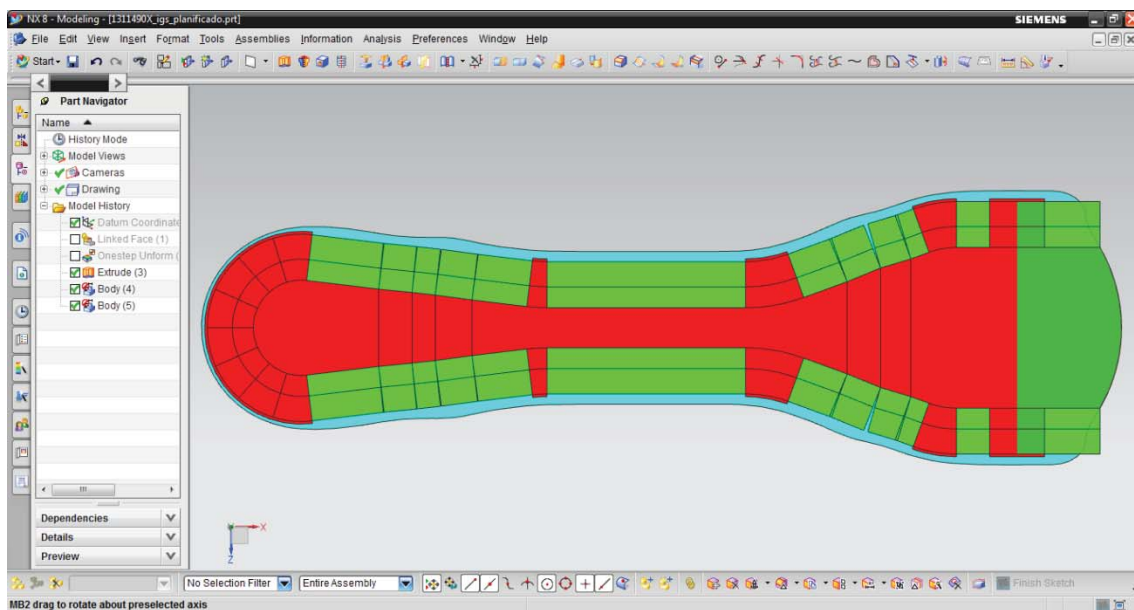 NX 8 - Modeling - [1311490X_igs_planificado.prt]
SIEMENS
File Edit View Insert Format Tools Assemblies Information Analysis Preferences Window Help
Start
Part Navigator
Name
History Mode
Model Views
Cameras
Drawing
Model History
Datum Coordinate
Linked Face (1)
Onestep Unform (
Extrude (3)
Body (4)
Body (5)
Dependencies
Details
Preview
X
Z
No Selection Filter Entire Assembly Finish Sketch
MB2 drag to rotate about preselected axis